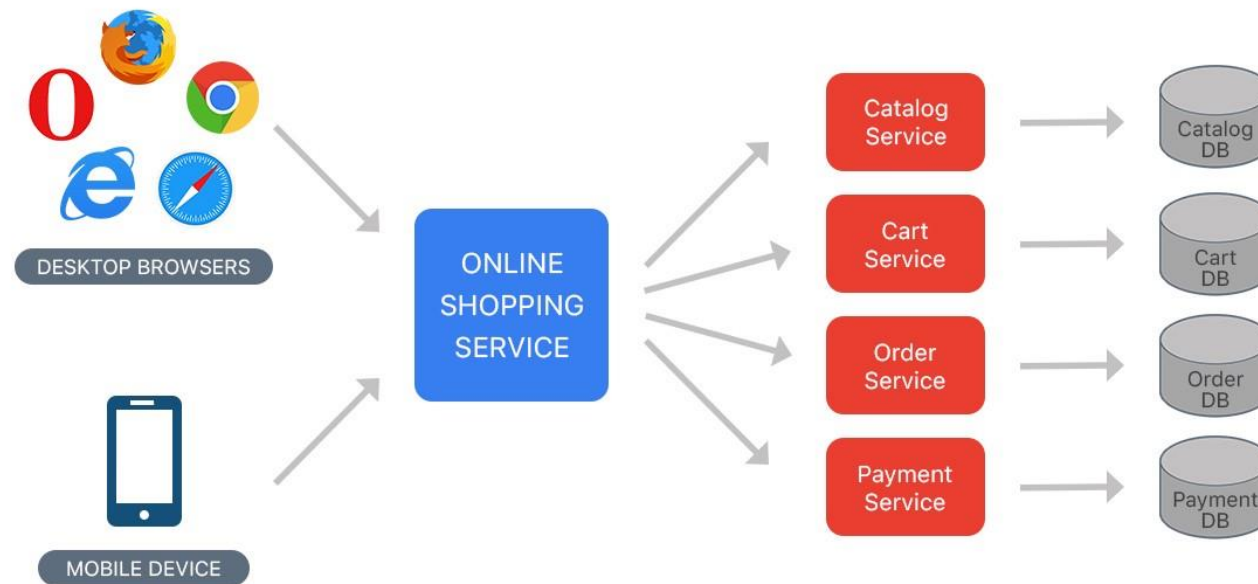 DESKTOP BROWSERS
MOBILE DEVICE
ONLINE
SHOPPING
SERVICE
Catalog
Service
Cart
Service
Order
Service
Payment
Service
Catalog
DB
Cart
DB
Order
DB
Payment
DB